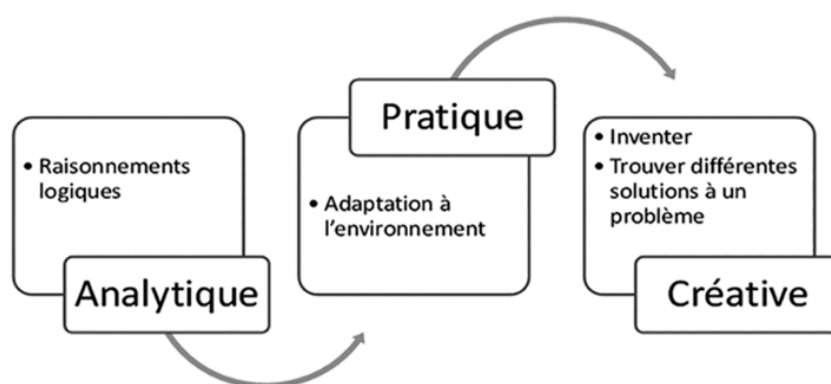 • Raisonnements
logiques
Analytique
Pratique
• Adaptation à
l'environnement
• Inventer
• Trouver différentes
solutions à un
problème
Créative